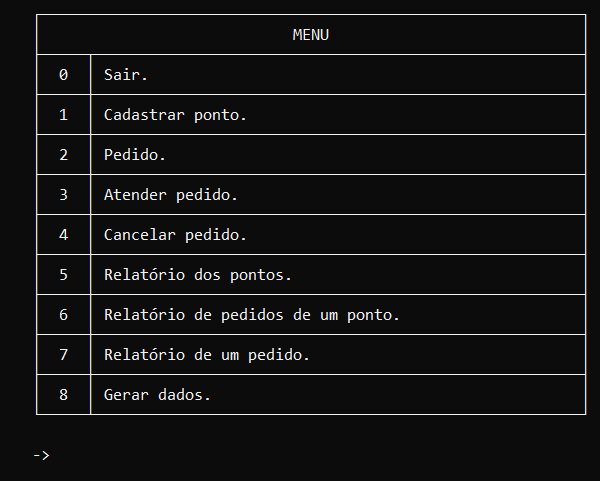 MENU
0 Sair.
1 Cadastrar ponto.
2 Pedido.
3 Atender pedido.
4 Cancelar pedido.
5 Relatório dos pontos.
6 Relatório de pedidos de um ponto.
7 Relatório de um pedido.
8 Gerar dados.
->